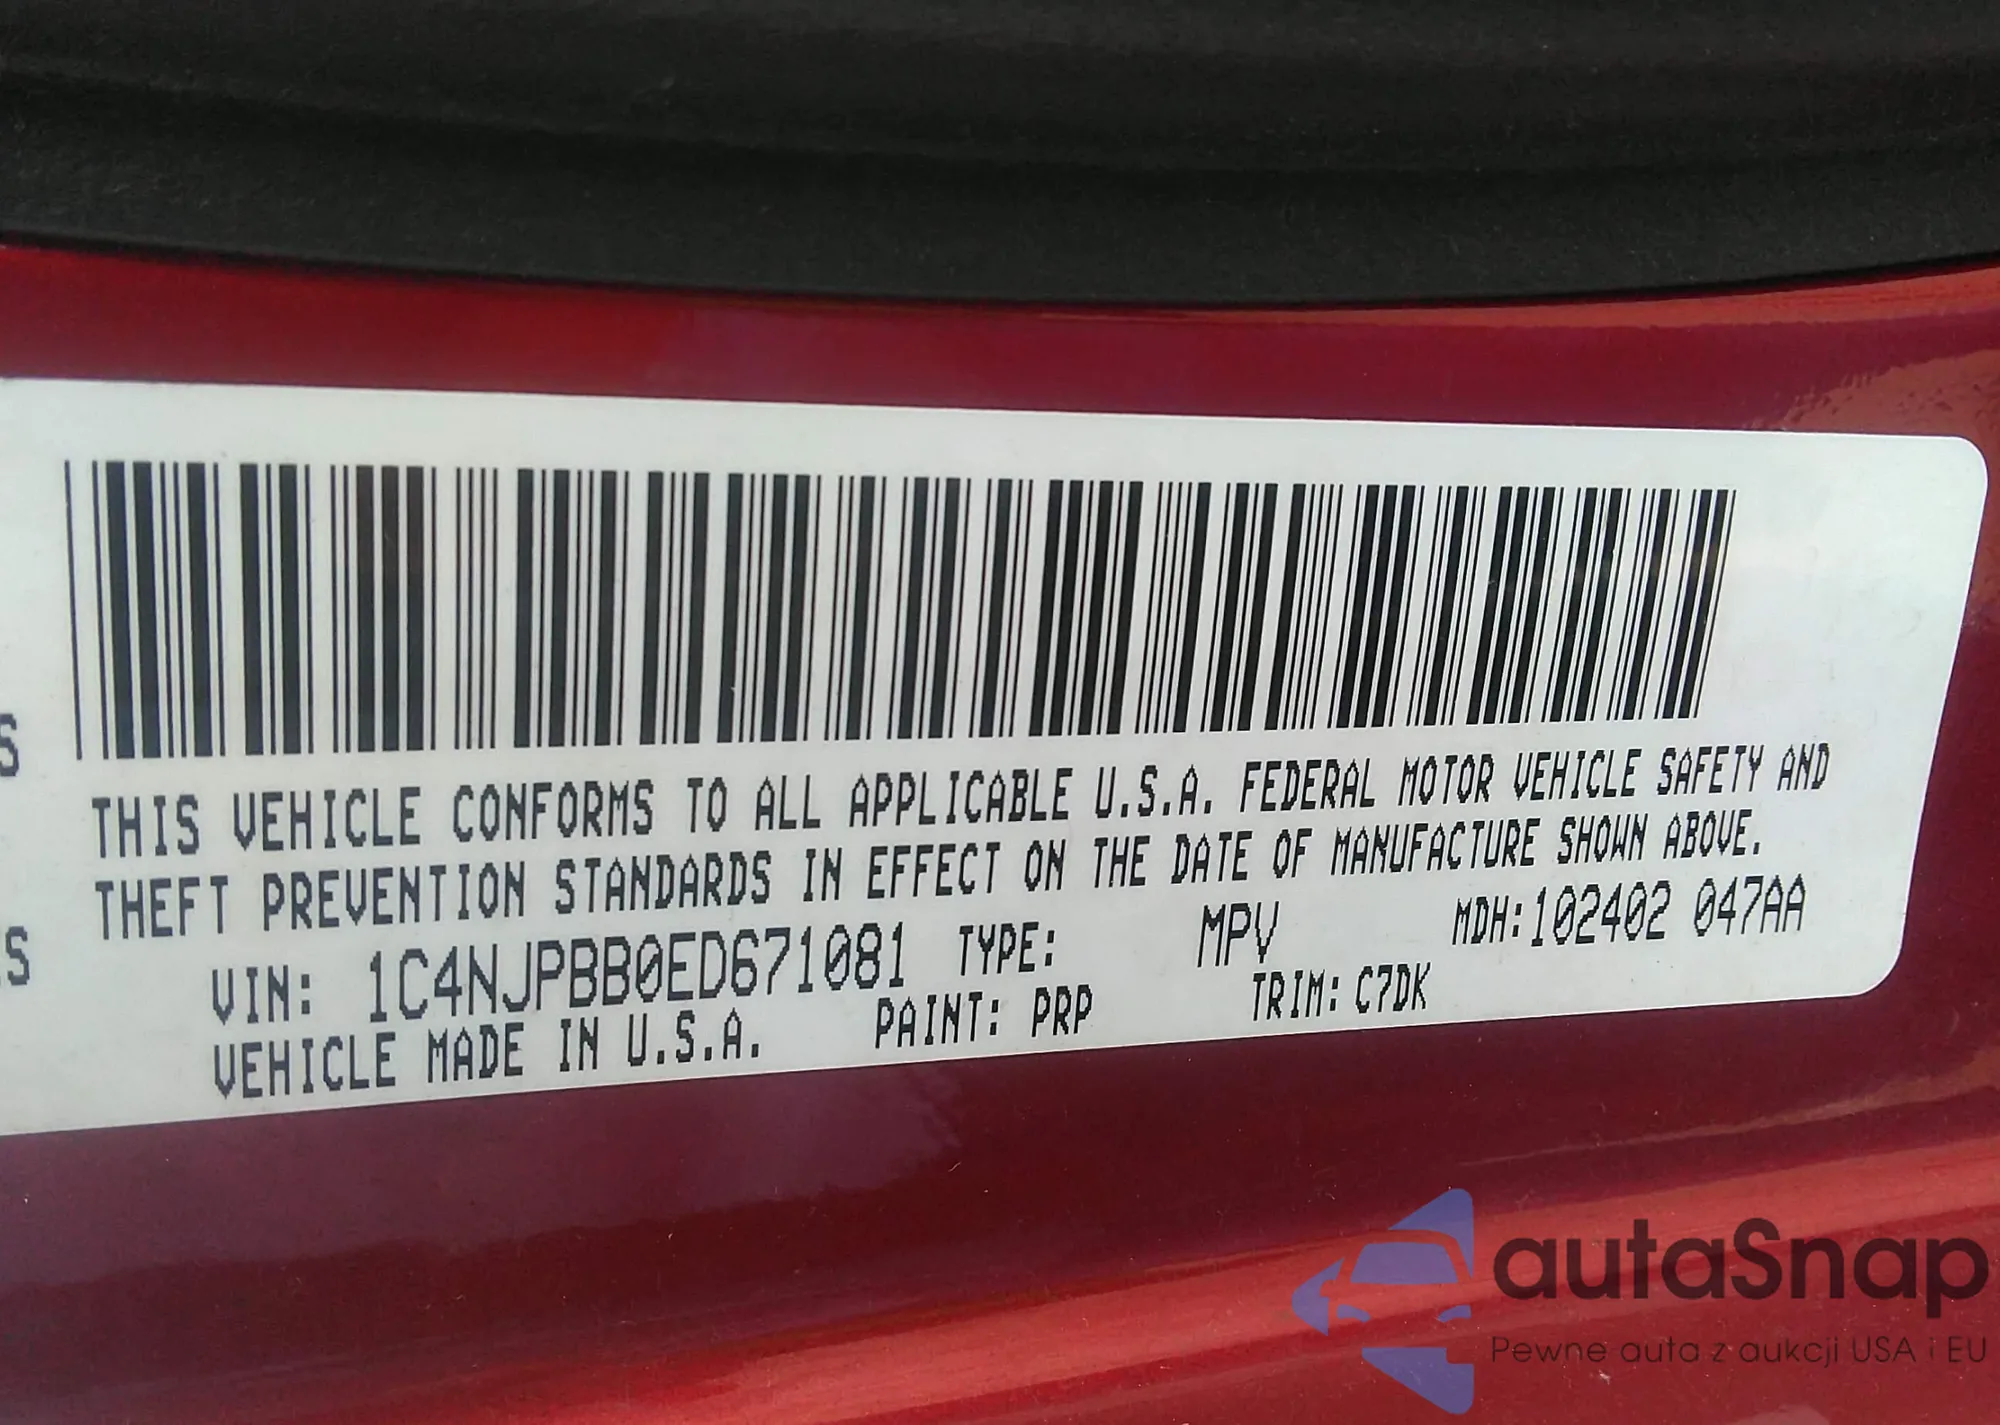 S
THIS VEHICLE CONFORMS TO ALL APPLICABLE U.S.A. FEDERAL MOTOR VEHICLE SAFETY AND
THEFT PREVENTION STANDARDS IN EFFECT ON THE DATE OF MANUFACTURE SHOWN ABOVE.
S
VIN: 1C4NJPBB0ED671081 TYPE: MPV MDH:102402 047AA
VEHICLE MADE IN U.S.A. PAINT: PRP TRIM: C7DK
autaSnap
Pewne auta z aukcji USA i EU